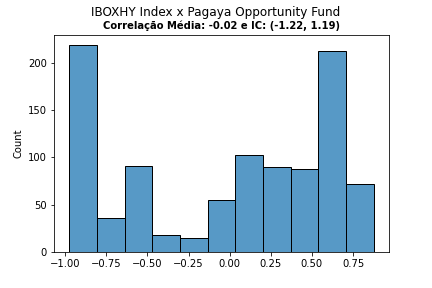 IBOXHY Index x Pagaya Opportunity Fund
Correlação Média: -0.02 e IC: (-1.22, 1.19)
200
150
100
50
0
Count
−1.00 −0.75 −0.50 −0.25 0.00 0.25 0.50 0.75